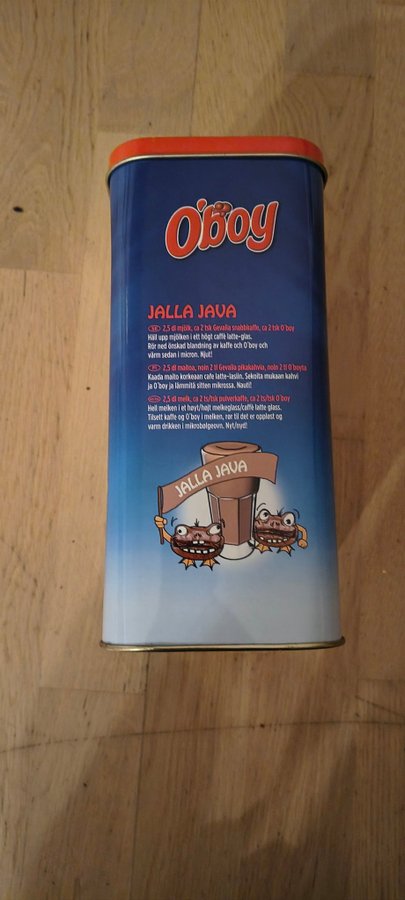 O'boy
JALLA JAVA
SE 2,5 dl mjölk, ca 2 tsk Gevalia snabbkaffe, ca 2 tsk O'boy
Häll upp mjölken i ett högt caffè latte-glas.
Rör ned önskad blandning av kaffe och O'boy och
värm sedan in micron. Njut!
FI 2,5 dl maitoa, noin 2 tl Gevalia pikakahvia, noin 2 tl O'boyta
Kaada maito korkeaan cafe latte-lasiin. Sekoita mukaan kahvi
ja O'boy ja lämmitä sitten mikrossa. Nauti!
2,5 dl melk, ca 2 ts/tsk pulverkaffe, ca 2 ts/tsk O'boy
Hell melken i et høyt/højt melkeglass/caffè latte glass.
Tilsett kaffe og O'boy i melken, rør til det er oppløst og
varm drikken i mikrobølgeovn. Nyt/nyd!
JALLA JAVA